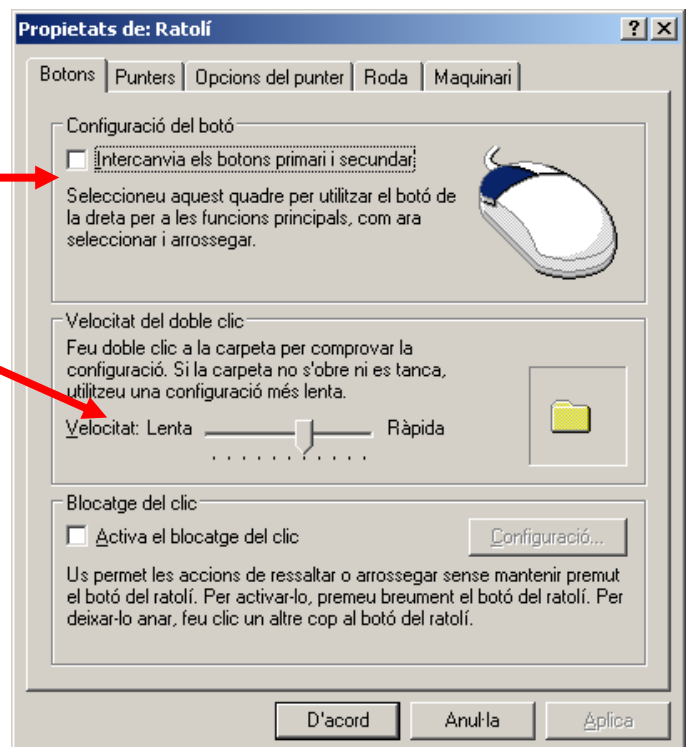 Propietats de: Ratolí
Botons Punters Opcions del punter Roda Maquinari
Configuració del botó
Intercanvia els botons primari i secundar
Seleccioneu aquest quadre per utilitzar el botó de
la dreta per a les funcions principals, com ara
seleccionar i arrossegar.
Velocitat del doble clic
Feu doble clic a la carpeta per comprovar la
configuració. Si la carpeta no s'obre ni es tanca,
utilitzeu una configuració més lenta.
Velocitat: Lenta Ràpida
Blocatge del clic
Activa el blocatge del clic Configuració...
Us permet les accions de ressaltar o arrossegar sense mantenir premut
el botó del ratolí. Per activar-lo, premeu breument el botó del ratolí. Per
deixar-lo anar, feu clic un altre cop al botó del ratolí.
D'acord Anul·la Aplica